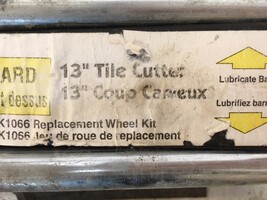 ARD
dessus
13" Tile Cutter
13" Coup Carreux
K1066 Replacement Wheel Kit
K1066 Jeu de roue de replacement
Lubricate Ba
Lubrifiez barr